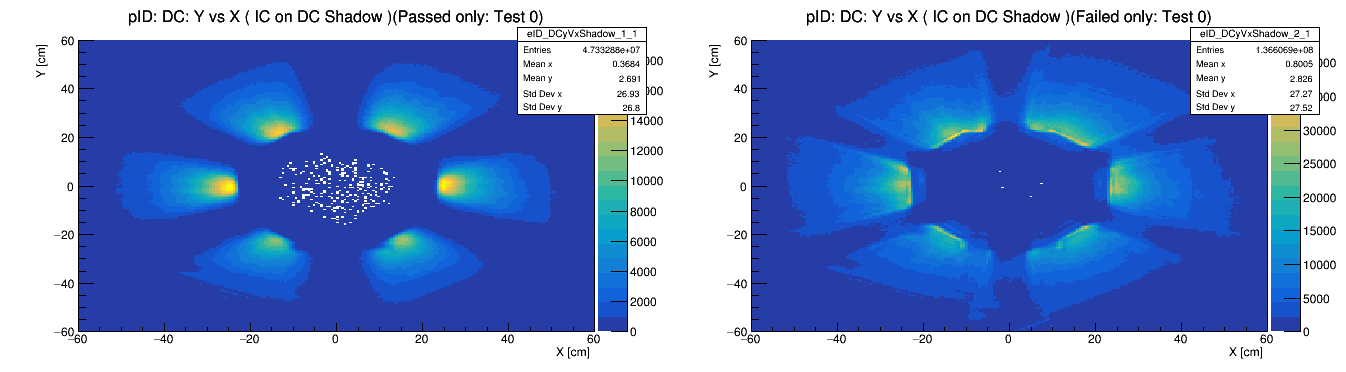 pID: DC: Y vs X ( IC on DC Shadow )(Passed only: Test 0)
eID_DCyVxShadow_1_1
Entries 4.733288e+07
Mean x 0.3684
Mean y 2.691
Std Dev x 26.93
Std Dev y 26.8
Y [cm]
60
40
20
0
−20
−40
−60
−60 −40 −20 0 20 40 60
X [cm]
000
000
14000
12000
10000
8000
6000
4000
2000
0
pID: DC: Y vs X ( IC on DC Shadow )(Failed only: Test 0)
eID_DCyVxShadow_2_1
Entries 1.366069e+08
Mean x 0.8005
Mean y 2.826
Std Dev x 27.27
Std Dev y 27.52
Y [cm]
60
40
20
0
−20
−40
−60
−60 −40 −20 0 20 40 60
X [cm]
000
000
30000
25000
20000
15000
10000
5000
0